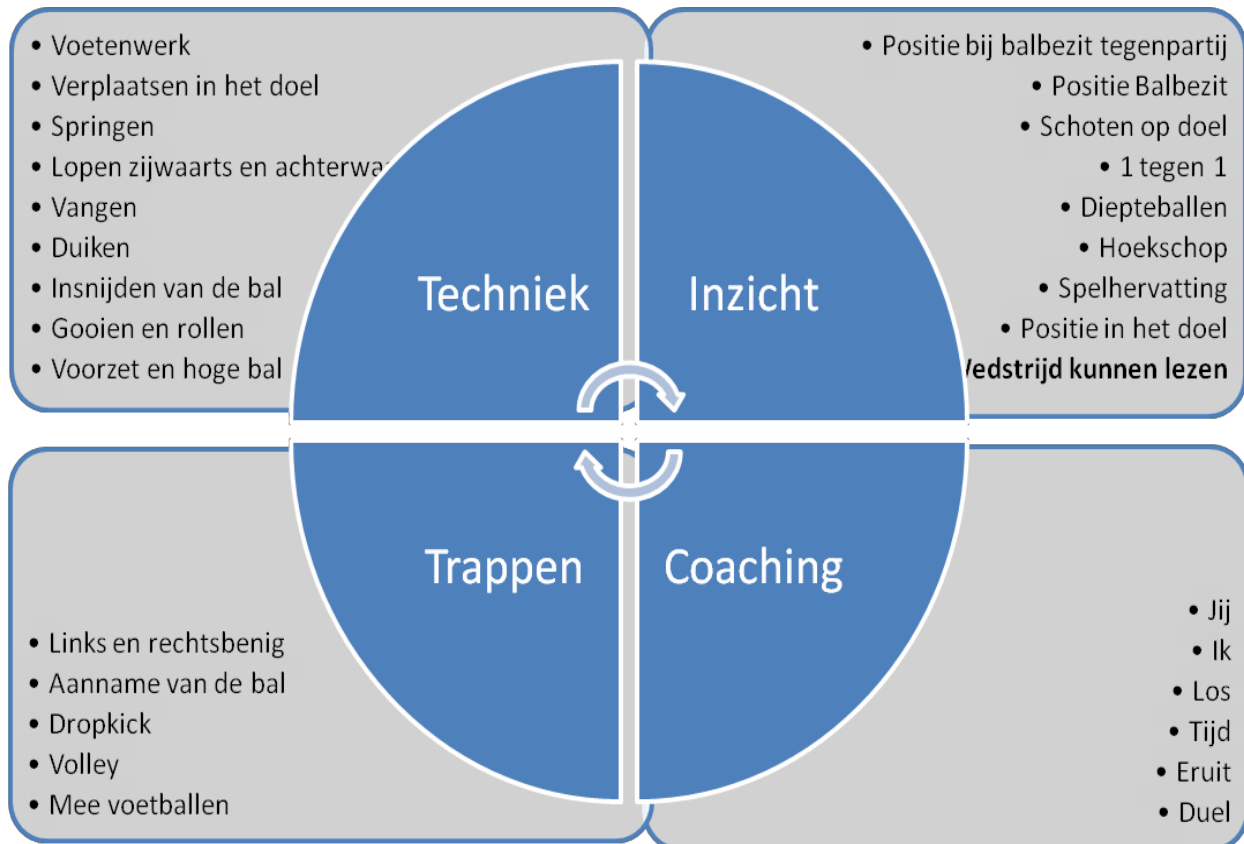 • Voetenwerk
• Verplaatsen in het doel
• Springen
• Lopen zijwaarts en
• Vangen
• Duiken
• Insnijden van de bal
• Gooien en rollen
• Voorzet en hoge bal
Techniek
• Positie bij balbezit tegenpartij
• Positie Balbezit
• Schoten op doel
• 1 tegen 1
• Diepteballen
• Hoekschop
• Spelhervatting
• Positie in het doel
kunnen lezen
Inzicht
Trappen
• Links en rechtsbenig
• Aanname van de bal
• Dropkick
• Volley
• Mee voetballen
Coaching
• Jij
• Ik
• Los
• Tijd
• Eruit
• Duel